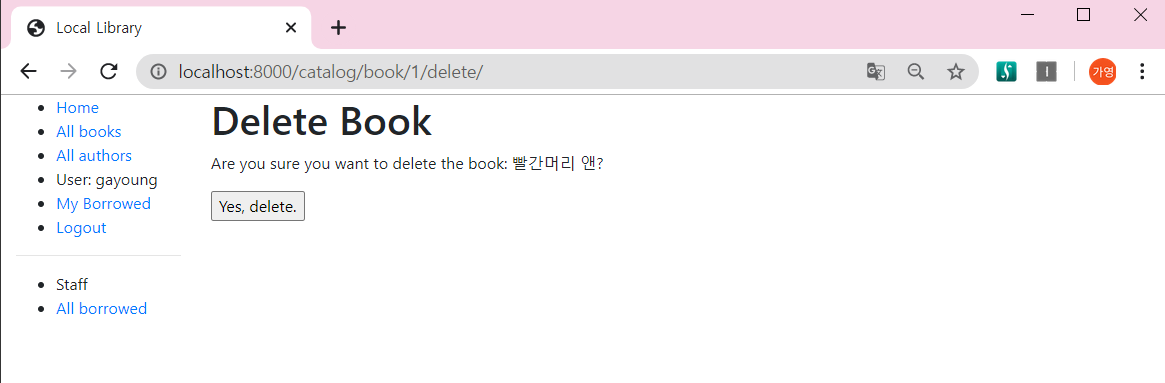 Local Library
localhost:8000/catalog/book/1/delete/
가영
Home
All books
All authors
User: gayoung
My Borrowed
Logout
Staff
All borrowed
Delete Book
Are you sure you want to delete the book: 빨간머리 앤?
Yes, delete.